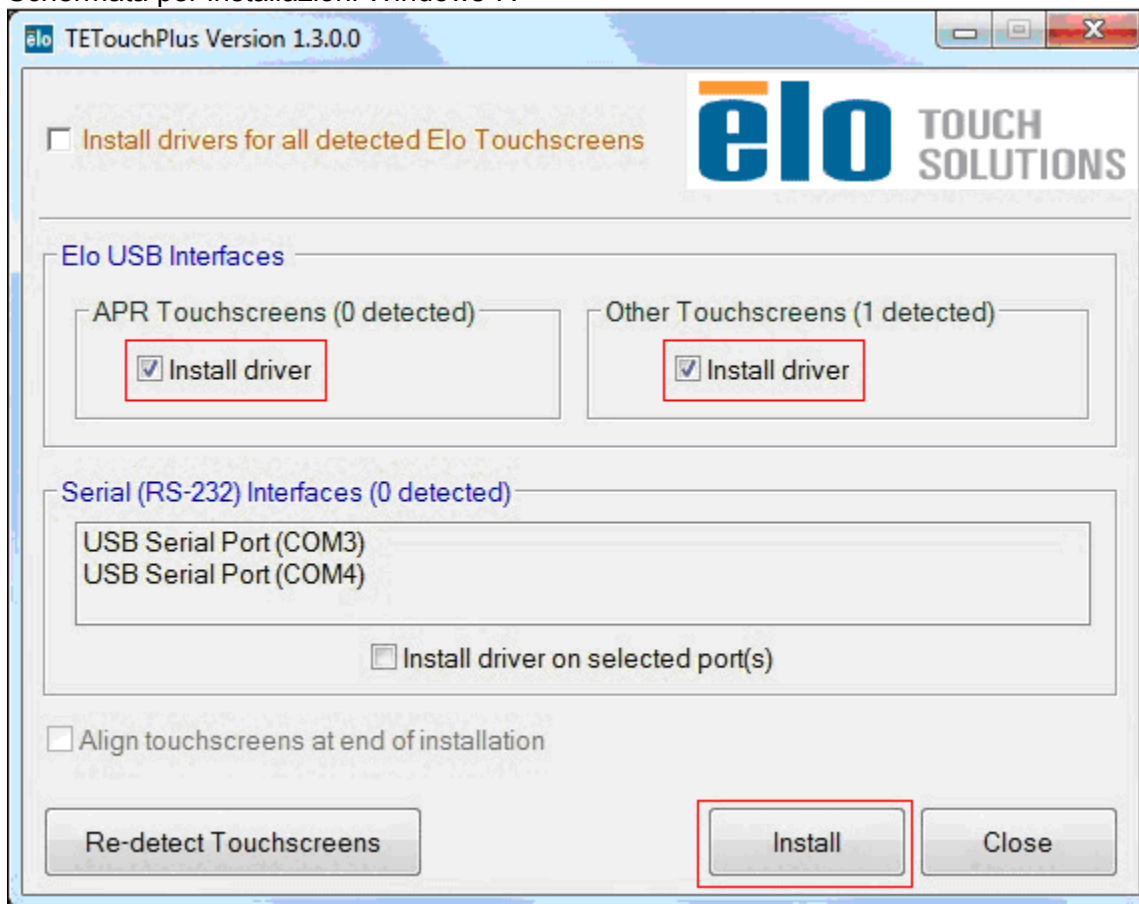 TETouchPlus Version 1.3.0.0
Install drivers for all detected Elo Touchscreens
ēlo TOUCH
SOLUTIONS
Elo USB Interfaces
APR Touchscreens (0 detected)
Install driver
Other Touchscreens (1 detected)
Install driver
Serial (RS-232) Interfaces (0 detected)
USB Serial Port (COM3)
USB Serial Port (COM4)
Install driver on selected port(s)
Align touchscreens at end of installation
Re-detect Touchscreens
Install
Close